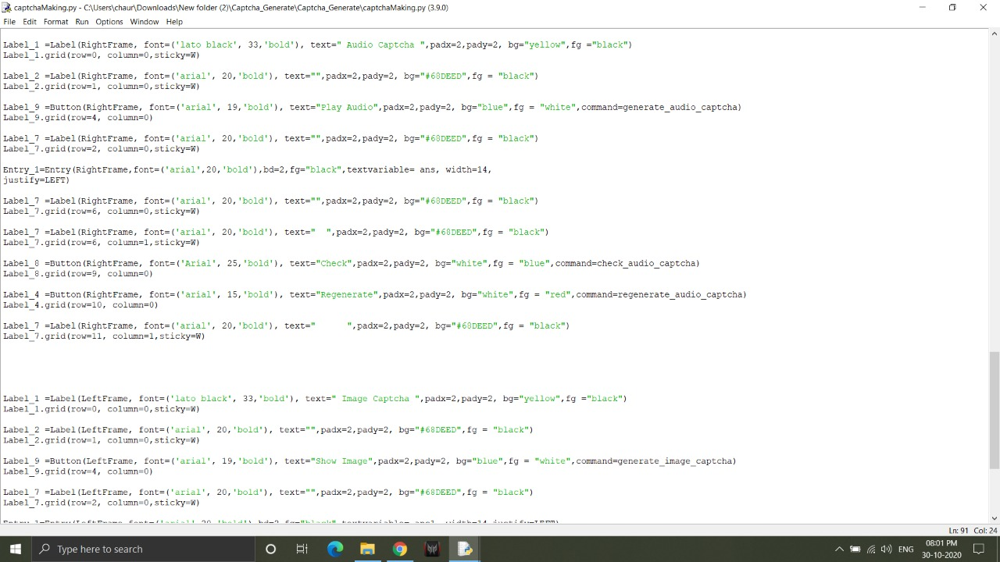 captchaMaking.py - C:\Users\chaur\Downloads\New folder (2)\Captcha_Generate\Captcha_Generate\captchaMaking.py (3.9.0)
File Edit Format Run Options Window Help
Label_1 =Label(RightFrame, font=('lato black', 33,'bold'), text=" Audio Captcha ",padx=2,pady=2, bg="yellow",fg ="black")
Label_1.grid(row=0, column=0,sticky=W)
Label_2 =Label(RightFrame, font=('arial', 20,'bold'), text="",padx=2,pady=2, bg="#68DEED",fg = "black")
Label_2.grid(row=1, column=0,sticky=W)
Label_9 =Button(RightFrame, font=('arial', 19,'bold'), text="Play Audio",padx=2,pady=2, bg="blue",fg = "white",command=generate_audio_captcha)
Label_9.grid(row=4, column=0)
Label_7 =Label(RightFrame, font=('arial', 20,'bold'), text="",padx=2,pady=2, bg="#68DEED",fg = "black")
Label_7.grid(row=2, column=0,sticky=W)
Entry_1=Entry(RightFrame,font=('arial',20,'bold'),bd=2,fg="black",textvariable= ans, width=14,
justify=LEFT)
Label_7 =Label(RightFrame, font=('arial', 20,'bold'), text="",padx=2,pady=2, bg="#68DEED",fg = "black")
Label_7.grid(row=6, column=0,sticky=W)
Label_7 =Label(RightFrame, font=('arial', 20,'bold'), text="  ",padx=2,pady=2, bg="#68DEED",fg = "black")
Label_7.grid(row=6, column=1,sticky=W)
Label_8 =Button(RightFrame, font=('Arial', 25,'bold'), text="Check",padx=2,pady=2, bg="white",fg = "blue",command=check_audio_captcha)
Label_8.grid(row=9, column=0)
Label_4 =Button(RightFrame, font=('arial', 15,'bold'), text="Regenerate",padx=2,pady=2, bg="white",fg = "red",command=regenerate_audio_captcha)
Label_4.grid(row=10, column=0)
Label_7 =Label(RightFrame, font=('arial', 20,'bold'), text="      ",padx=2,pady=2, bg="#68DEED",fg = "black")
Label_7.grid(row=11, column=1,sticky=W)
Label_1 =Label(LeftFrame, font=('lato black', 33,'bold'), text=" Image Captcha ",padx=2,pady=2, bg="yellow",fg ="black")
Label_1.grid(row=0, column=0,sticky=W)
Label_2 =Label(LeftFrame, font=('arial', 20,'bold'), text="",padx=2,pady=2, bg="#68DEED",fg = "black")
Label_2.grid(row=1, column=0,sticky=W)
Label_9 =Button(LeftFrame, font=('arial', 19,'bold'), text="Show Image",padx=2,pady=2, bg="blue",fg = "white",command=generate_image_captcha)
Label_9.grid(row=4, column=0)
Label_7 =Label(LeftFrame, font=('arial', 20,'bold'), text="",padx=2,pady=2, bg="#68DEED",fg = "black")
Label_7.grid(row=2, column=0,sticky=W)
Entry_1=Entry(LeftFrame,font=('arial',20,'bold'),bd=2,fg="black",textvariable= ans1, width=14,justify=LEFT)
Ln: 91 Col: 24
Type here to search
ENG
08:01 PM
30-10-2020